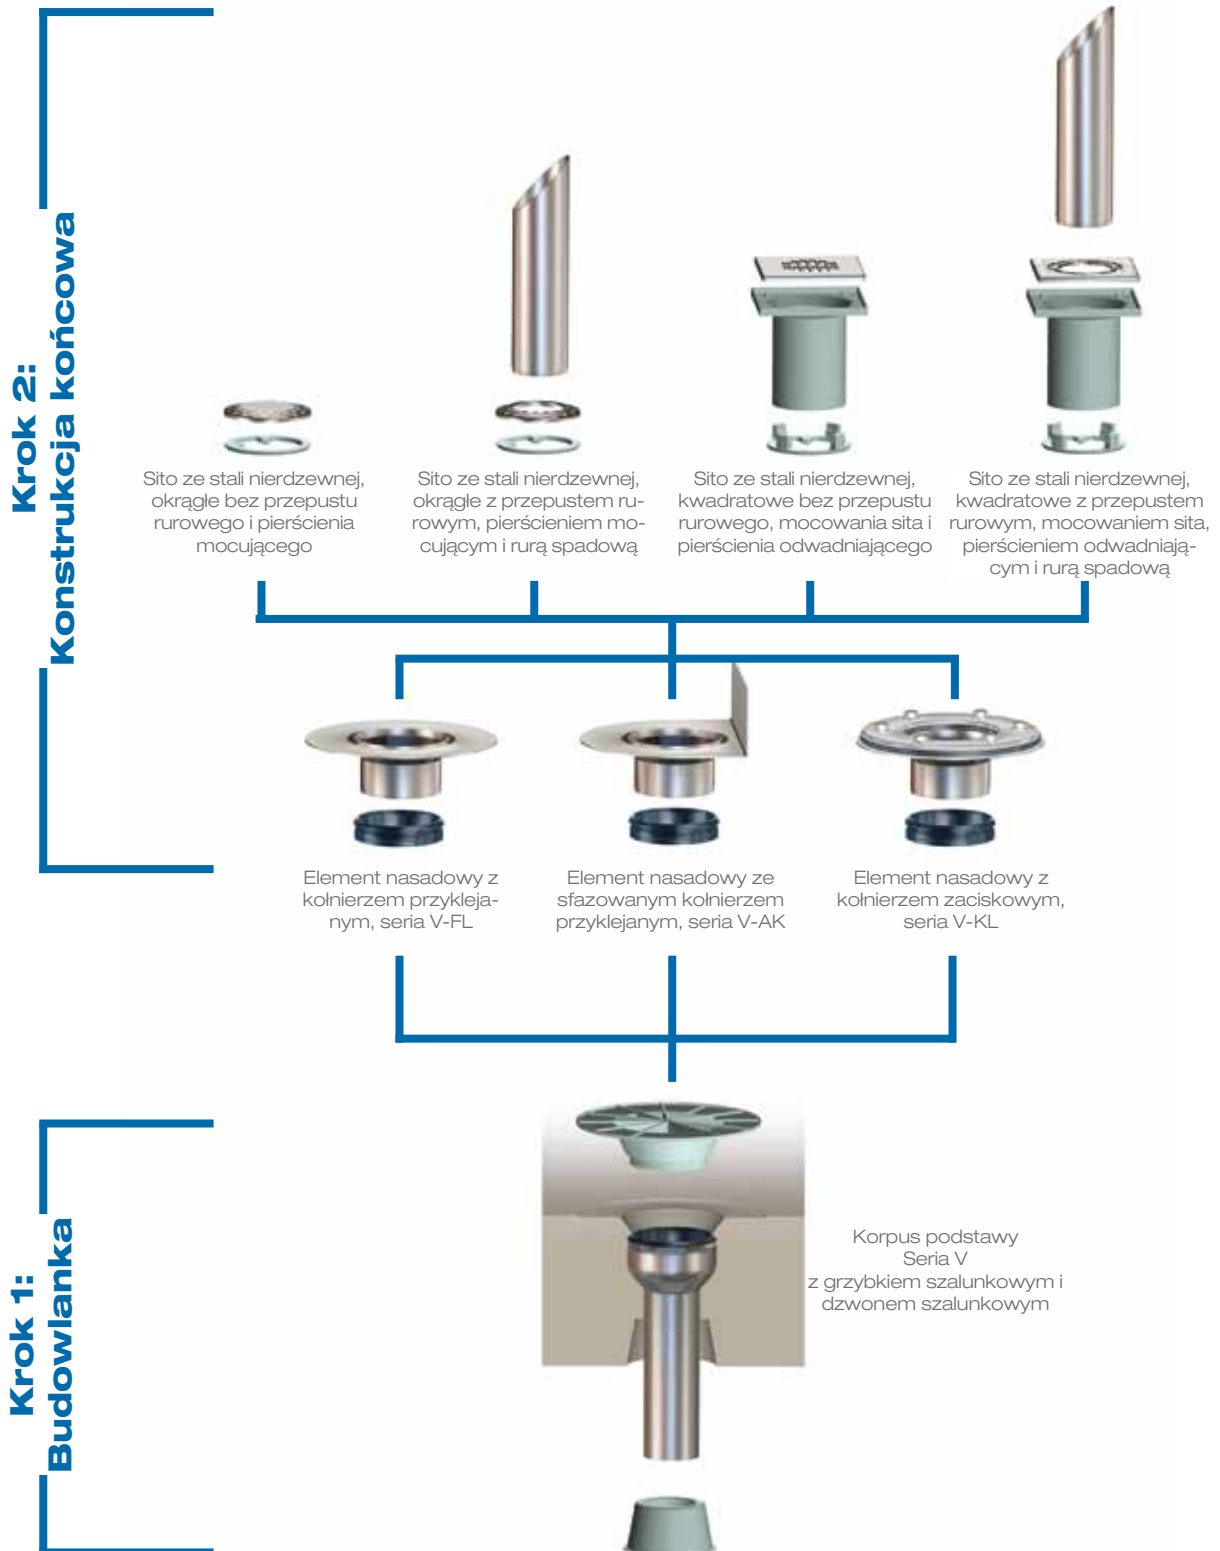 Krok 2:
Konstrukcja końcowa
Sito ze stali nierdzewnej,
okrągłe bez przepustu
rurowego i pierścienia
mocującego
Sito ze stali nierdzewnej,
okrągłe z przepustem ru-
rowym, pierścieniem mo-
cującym i rurą spadową
Sito ze stali nierdzewnej,
kwadratowe bez przepustu
rurowego, mocowania sita i
pierścienia odwadniającego
Sito ze stali nierdzewnej,
kwadratowe z przepustem
rurowym, mocowaniem sita,
pierścieniem odwadniają-
cym i rurą spadową
Element nasadowy z
kołnierzem przykleja-
nym, seria V-FL
Element nasadowy ze
sfazowanym kołnierzem
przyklejanym, seria V-AK
Element nasadowy z
kołnierzem zaciskowym,
seria V-KL
Krok 1:
Budowlanka
Korpus podstawy
Seria V
z grzybkiem szalunkowym i
dzwonem szalunkowym